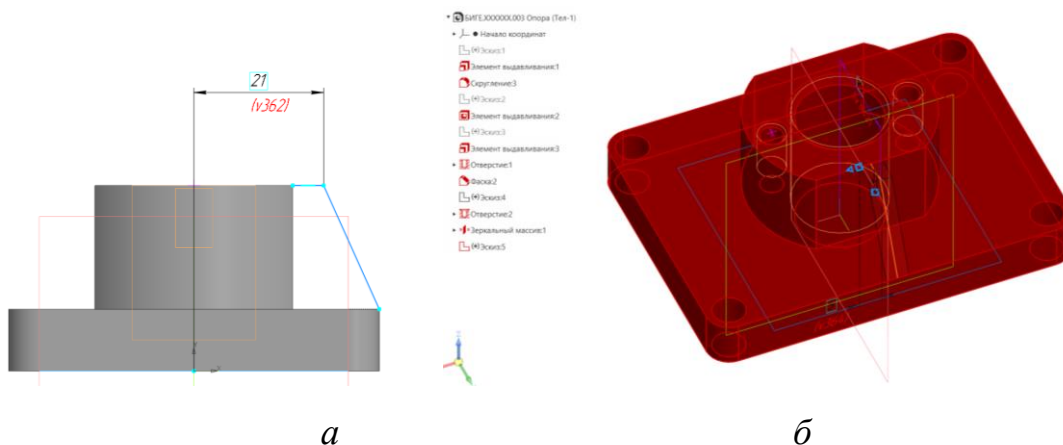 21
(v362)
БИГЕ.XXXXXX.003 Опора (Тел-1)
Начало координат
(+)Эскиз:1
Элемент выдавливания:1
Скругление:3
(+)Эскиз:2
Элемент выдавливания:2
(+)Эскиз:3
Элемент выдавливания:3
Отверстие:1
Фаска:2
(+)Эскиз:4
Отверстие:2
Зеркальный массив:1
(+)Эскиз:5
а
б